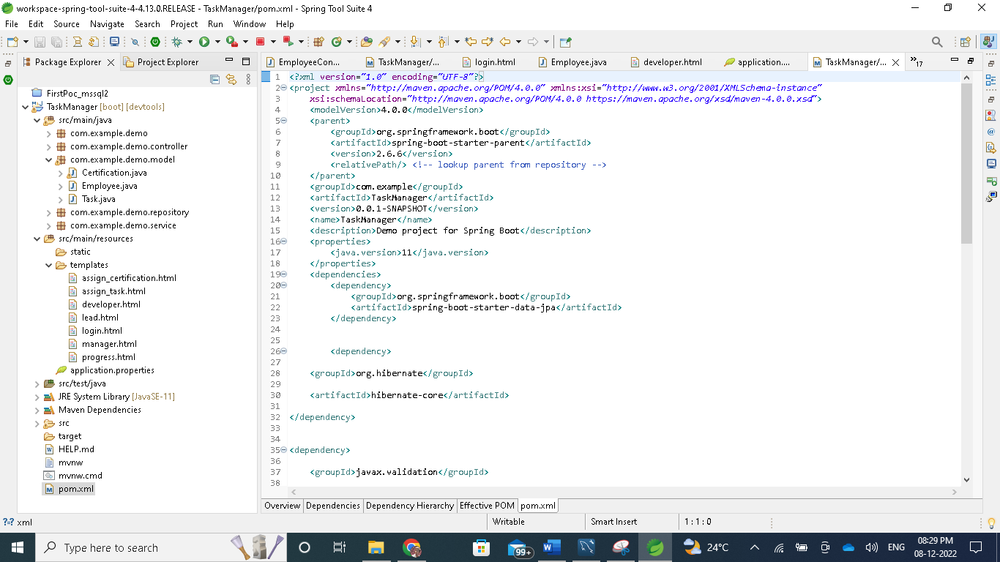 workspace-spring-tool-suite-4-4.13.0.RELEASE - TaskManager/pom.xml - Spring Tool Suite 4
File Edit Source Navigate Search Project Run Window Help
Package Explorer Project Explorer
EmployeeCon... TaskManager/... login.html Employee.java developer.html application.... TaskManager/... »17
FirstPoc_mssql2
TaskManager [boot] [devtools]
src/main/java
com.example.demo
com.example.demo.controller
com.example.demo.model
Certification.java
Employee.java
Task.java
com.example.demo.repository
com.example.demo.service
src/main/resources
static
templates
assign_certification.html
assign_task.html
developer.html
lead.html
login.html
manager.html
progress.html
application.properties
src/test/java
JRE System Library [JavaSE-11]
Maven Dependencies
src
target
HELP.md
mvnw
mvnw.cmd
pom.xml
1 <?xml version="1.0" encoding="UTF-8"?>
2 <project xmlns="http://maven.apache.org/POM/4.0.0" xmlns:xsi="http://www.w3.org/2001/XMLSchema-instance"
3 xsi:schemaLocation="http://maven.apache.org/POM/4.0.0 https://maven.apache.org/xsd/maven-4.0.0.xsd">
4 <modelVersion>4.0.0</modelVersion>
5 <parent>
6 <groupId>org.springframework.boot</groupId>
7 <artifactId>spring-boot-starter-parent</artifactId>
8 <version>2.6.6</version>
9 <relativePath/> <!-- lookup parent from repository -->
10 </parent>
11 <groupId>com.example</groupId>
12 <artifactId>TaskManager</artifactId>
13 <version>0.0.1-SNAPSHOT</version>
14 <name>TaskManager</name>
15 <description>Demo project for Spring Boot</description>
16 <properties>
17 <java.version>11</java.version>
18 </properties>
19 <dependencies>
20 <dependency>
21 <groupId>org.springframework.boot</groupId>
22 <artifactId>spring-boot-starter-data-jpa</artifactId>
23 </dependency>
24
25
26 <dependency>
27
28 <groupId>org.hibernate</groupId>
29
30 <artifactId>hibernate-core</artifactId>
31
32 </dependency>
33
34
35 <dependency>
36
37 <groupId>javax.validation</groupId>
38
Overview Dependencies Dependency Hierarchy Effective POM pom.xml
xml Writable Smart Insert 1 : 1 : 0
Type here to search
99+
24°C
ENG
08:29 PM
08-12-2022